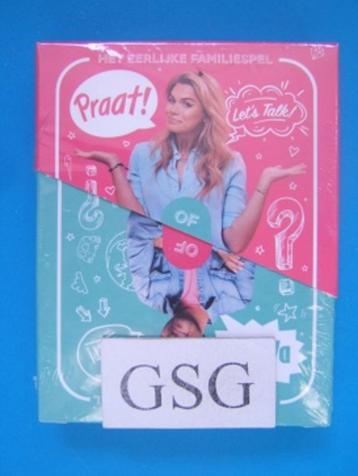 HET EERLIJKE FAMILIESPEL
Praat!
Let's Talk!
OF
OF
GSG